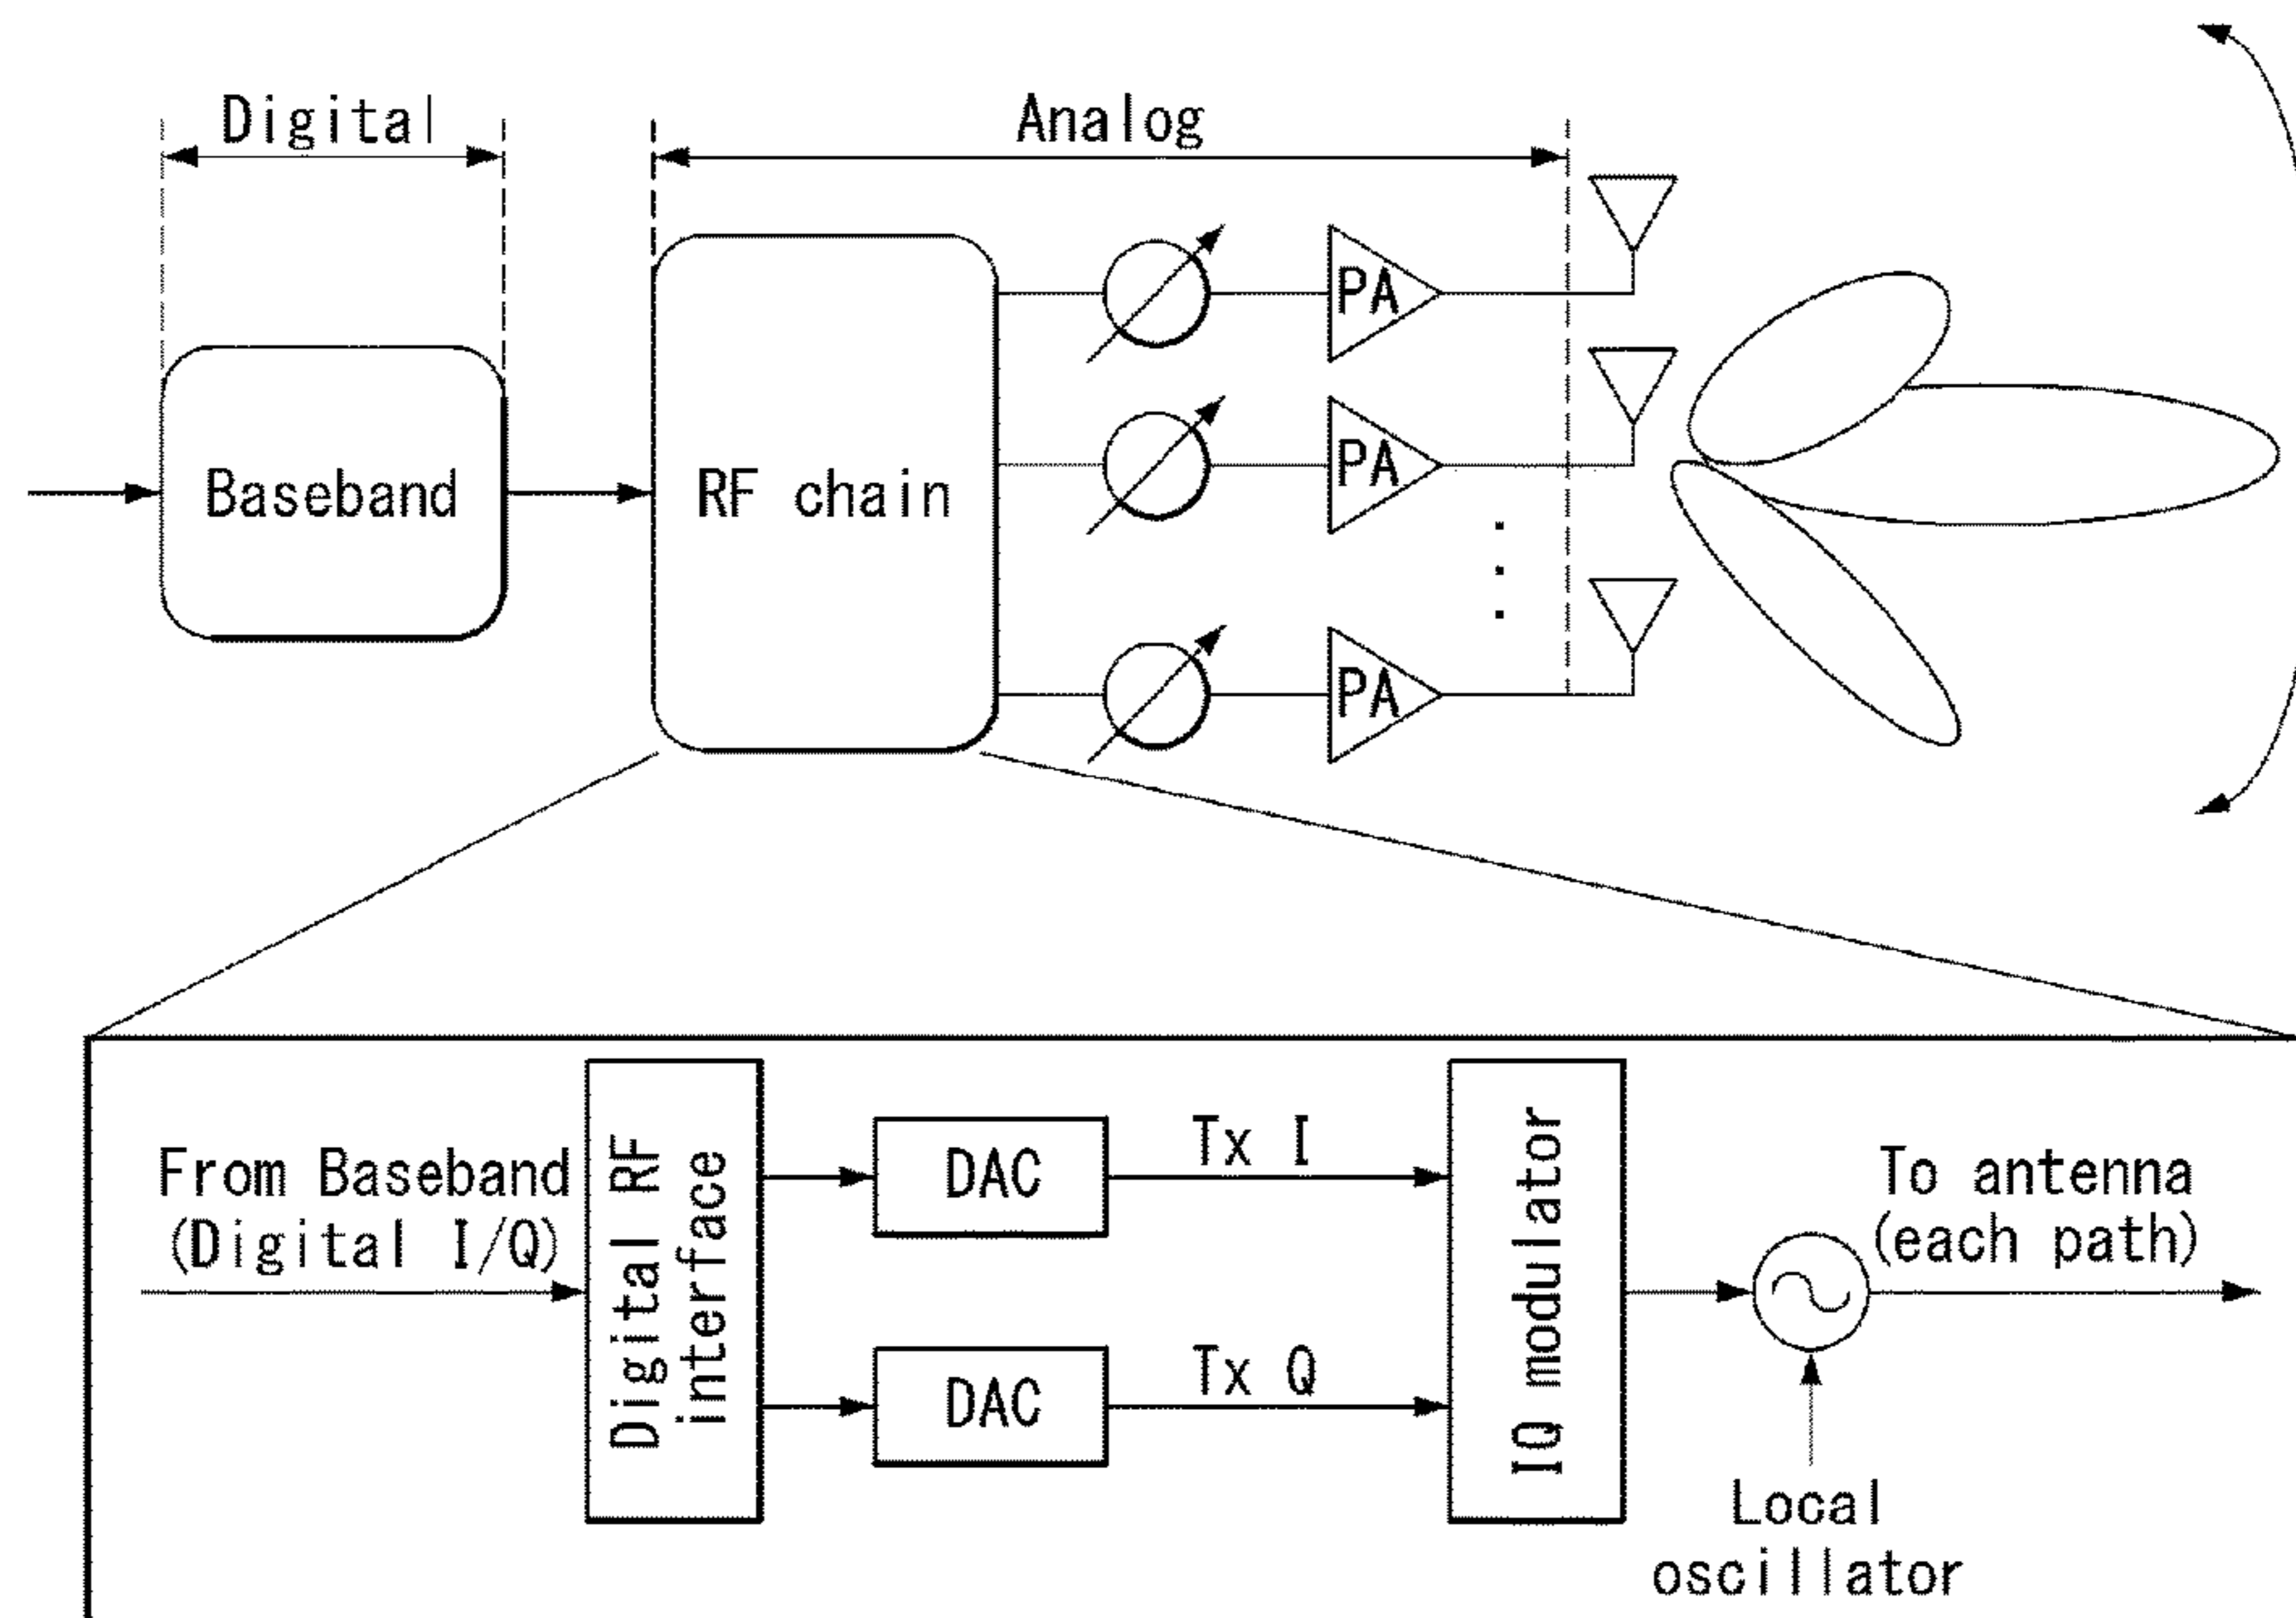 Digital
Analog
Baseband
RF chain
PA
PA
PA
From Baseband
(Digital I/Q)
Digital RF
interface
DAC
Tx I
DAC
Tx Q
IQ modulator
To antenna
(each path)
Local
oscillator